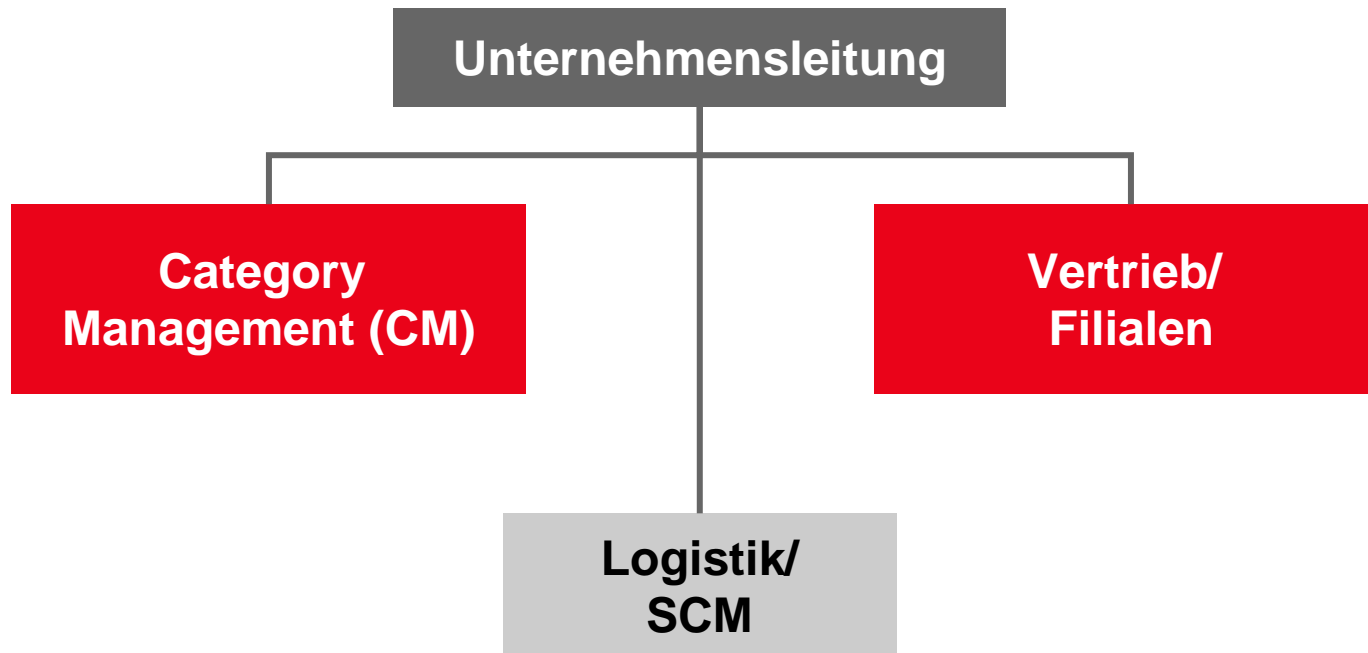 Unternehmensleitung
Category
Management (CM)
Vertrieb/
Filialen
Logistik/
SCM